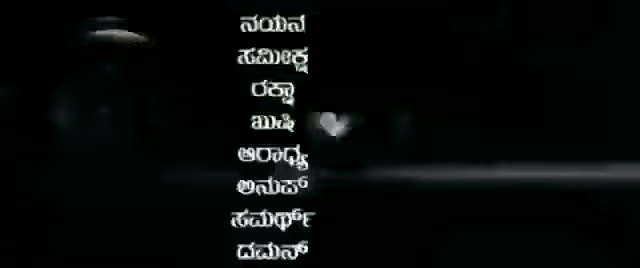 ನಯನ
ಸಮೀಕ್ಷ
ರಕ್ಷಾ
ಖುಷಿ
ಆರಾಧ್ಯ
ಅನುಪ್
ಸಮರ್ಥ್
ದಮನ್